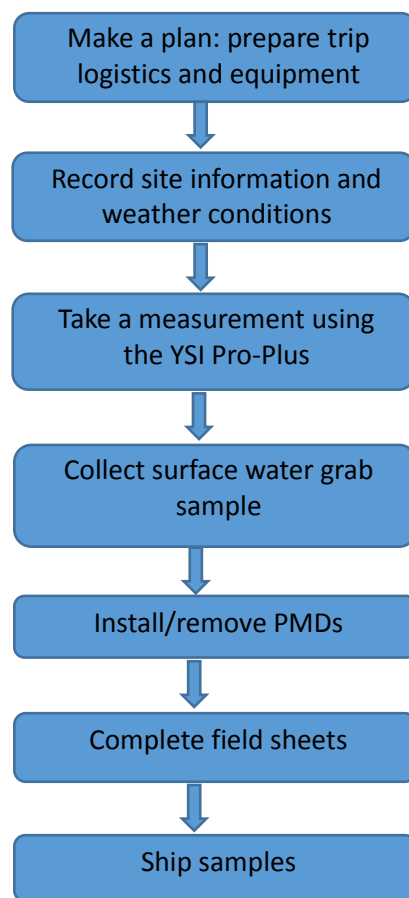 Make a plan: prepare trip
logistics and equipment
Record site information and
weather conditions
Take a measurement using
the YSI Pro-Plus
Collect surface water grab
sample
Install/remove PMDs
Complete field sheets
Ship samples